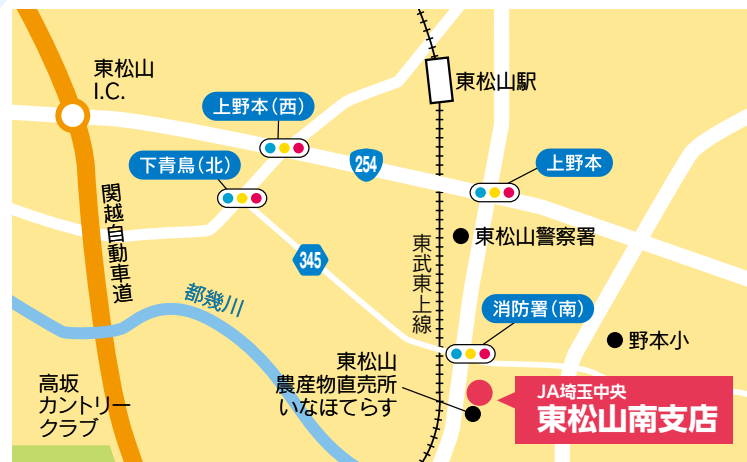 東松山
I.C.
東松山駅
上野本(西)
下青鳥(北)
254
上野本
関越自動車道
東松山警察署
東武東上線
345
都幾川
消防署(南)
野本小
東松山
農産物直売所
いなほてらす
高坂
カントリー
クラブ
JA埼玉中央
東松山南支店